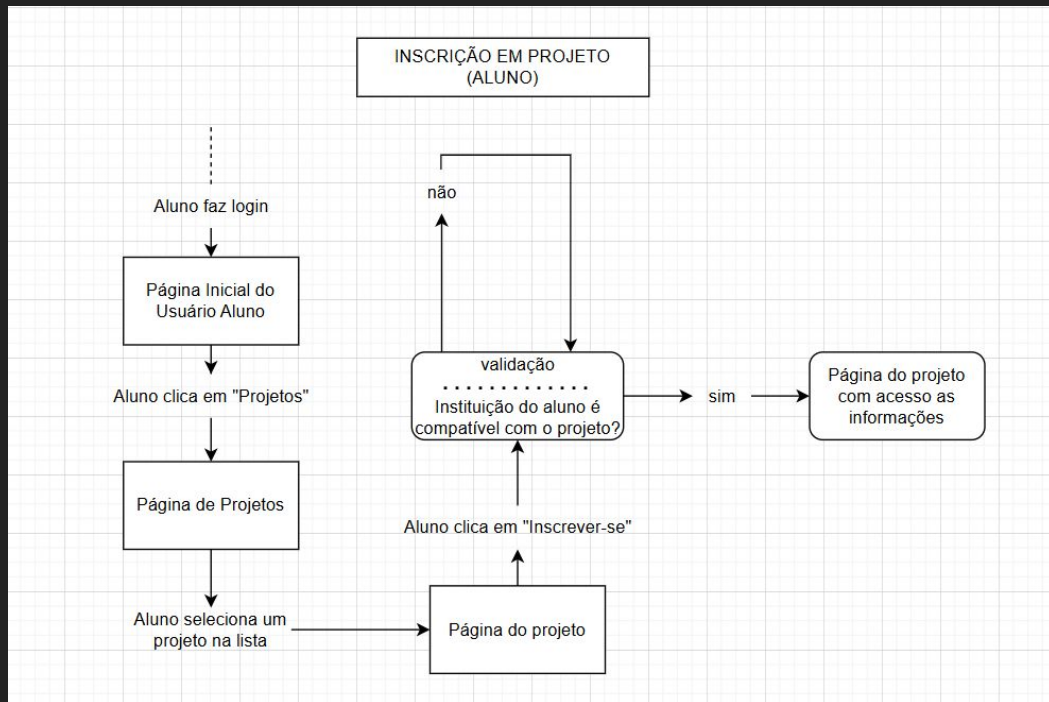 INSCRIÇÃO EM PROJETO
(ALUNO)
Aluno faz login
Página Inicial do
Usuário Aluno
Aluno clica em "Projetos"
Página de Projetos
Aluno seleciona um
projeto na lista
Página do projeto
Aluno clica em "Inscrever-se"
validação
Instituição do aluno é
compatível com o projeto?
não
sim
Página do projeto
com acesso as
informações